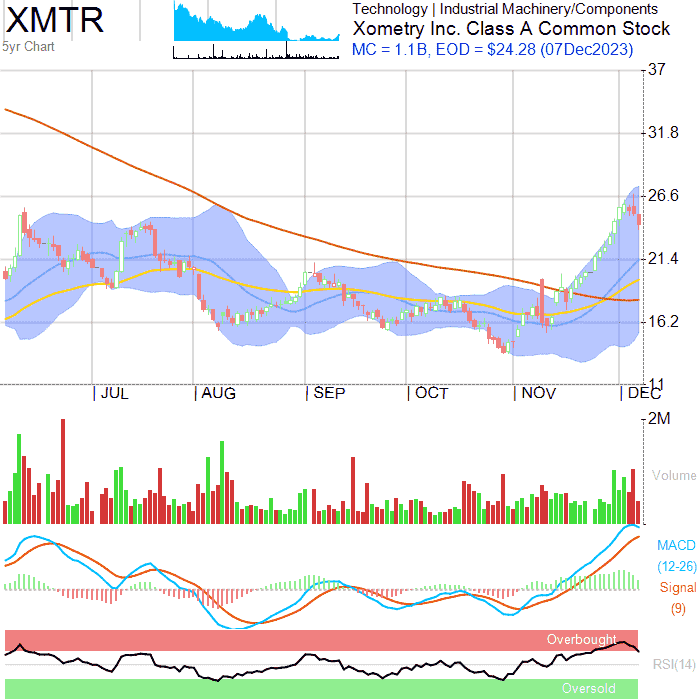 XMTR
5yr Chart
Technology | Industrial Machinery/Components
Xometry Inc. Class A Common Stock
MC = 1.1B, EOD = $24.28 (07Dec2023)
37
31.8
26.6
21.4
16.2
11
JUL AUG SEP OCT NOV DEC
2M
Volume
MACD
(12-26)
Signal
(9)
Overbought
RSI(14)
Oversold